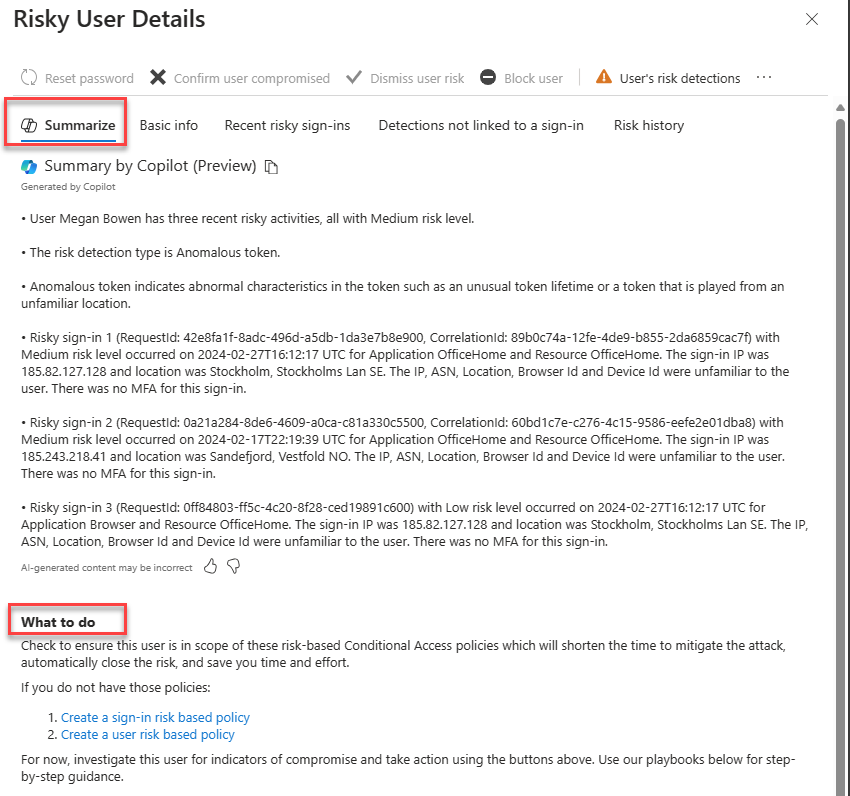 Risky User Details
Reset password Confirm user compromised Dismiss user risk Block user User's risk detections ...
Summarize Basic info Recent risky sign-ins Detections not linked to a sign-in Risk history
Summary by Copilot (Preview)
Generated by Copilot
• User Megan Bowen has three recent risky activities, all with Medium risk level.
• The risk detection type is Anomalous token.
• Anomalous token indicates abnormal characteristics in the token such as an unusual token lifetime or a token that is played from an
unfamiliar location.
• Risky sign-in 1 (RequestId: 42e8fa1f-8adc-496d-a5db-1da3e7b8e900, CorrelationId: 89b0c74a-12fe-4de9-b855-2da6859cac7f) with
Medium risk level occurred on 2024-02-27T16:12:17 UTC for Application OfficeHome and Resource OfficeHome. The sign-in IP was
185.82.127.128 and location was Stockholm, Stockholms Lan SE. The IP, ASN, Location, Browser Id and Device Id were unfamiliar to the
user. There was no MFA for this sign-in.
• Risky sign-in 2 (RequestId: 0a21a284-8de6-4609-a0ca-c81a330c5500, CorrelationId: 60bd1c7e-c276-4c15-9586-eefe2e01dba8) with
Medium risk level occurred on 2024-02-17T22:19:39 UTC for Application OfficeHome and Resource OfficeHome. The sign-in IP was
185.243.218.41 and location was Sandefjord, Vestfold NO. The IP, ASN, Location, Browser Id and Device Id were unfamiliar to the user.
There was no MFA for this sign-in.
• Risky sign-in 3 (RequestId: 0ff84803-ff5c-4c20-8f28-ced19891c600) with Low risk level occurred on 2024-02-27T16:12:17 UTC for
Application Browser and Resource OfficeHome. The sign-in IP was 185.82.127.128 and location was Stockholm, Stockholms Lan SE. The IP,
ASN, Location, Browser Id and Device Id were unfamiliar to the user. There was no MFA for this sign-in.
AI-generated content may be incorrect
What to do
Check to ensure this user is in scope of these risk-based Conditional Access policies which will shorten the time to mitigate the attack,
automatically close the risk, and save you time and effort.
If you do not have those policies:
1. Create a sign-in risk based policy
2. Create a user risk based policy
For now, investigate this user for indicators of compromise and take action using the buttons above. Use our playbooks below for step-
by-step guidance.